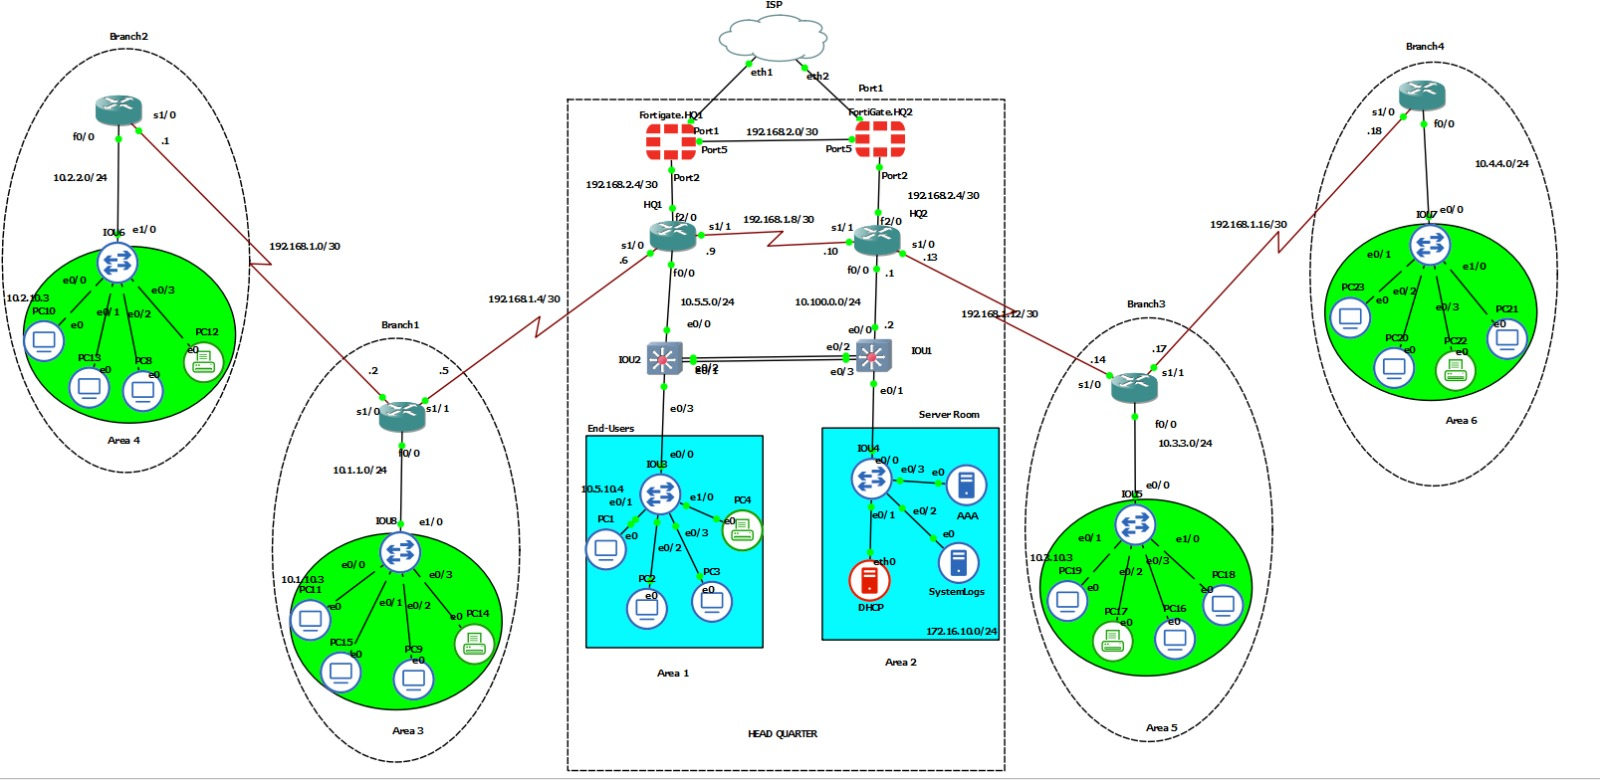 ISP
eth1
eth2
Port1
Fortigate.HQ1
Port1
192.168.2.0/30
FortiGate.HQ2
Port5
Port5
Port2
Port2
192.168.2.4/30
192.168.2.4/30
HQ1
f2/0
s1/1
192.168.1.8/30
s1/1
f2/0
HQ2
s1/0
.6
.9
.10
s1/0
.13
f0/0
f0/0
.1
10.5.5.0/24
10.100.0.0/24
e0/0
e0/0
.2
IOU2
e0/2
e0/2
e0/3
IOU1
e0/3
e0/1
End-Users
IOU3
e0/0
10.5.10.4
e0/1
e1/0
PC4
PC1
e0
e0
e0/2
e0/3
PC2
e0
PC3
e0
Area 1
Server Room
IOU4
e0/0
e0/3
e0
AAA
e0/1
e0/2
e0
eth0
DHCP
SystemLogs
172.16.10.0/24
Area 2
HEAD QUARTER
Branch2
s1/0
f0/0
.1
10.2.2.0/24
IOU6
e1/0
192.168.1.0/30
e0/0
e0/3
10.2.10.3
PC10
e0/1
e0/2
e0
PC12
e0
PC13
e0
PC8
e0
Area 4
192.168.1.4/30
Branch1
.2
.5
s1/0
s1/1
f0/0
10.1.1.0/24
IOU8
e1/0
e0/0
e0/3
10.1.10.3
PC11
e0
e0/1
e0/2
e0
PC14
PC15
e0
PC9
e0
Area 3
192.168.1.12/30
Branch3
.14
.17
s1/0
s1/1
f0/0
10.3.3.0/24
e0/0
IOU5
e0/1
e1/0
10.3.10.3
PC19
e0/2
e0/3
e0
PC18
e0
PC17
e0
PC16
e0
Area 5
192.168.1.16/30
Branch4
s1/0
.18
f0/0
10.4.4.0/24
IOU7
e0/0
e0/1
e1/0
PC23
e0
e0/2
e0/3
PC21
e0
PC20
e0
PC22
e0
Area 6